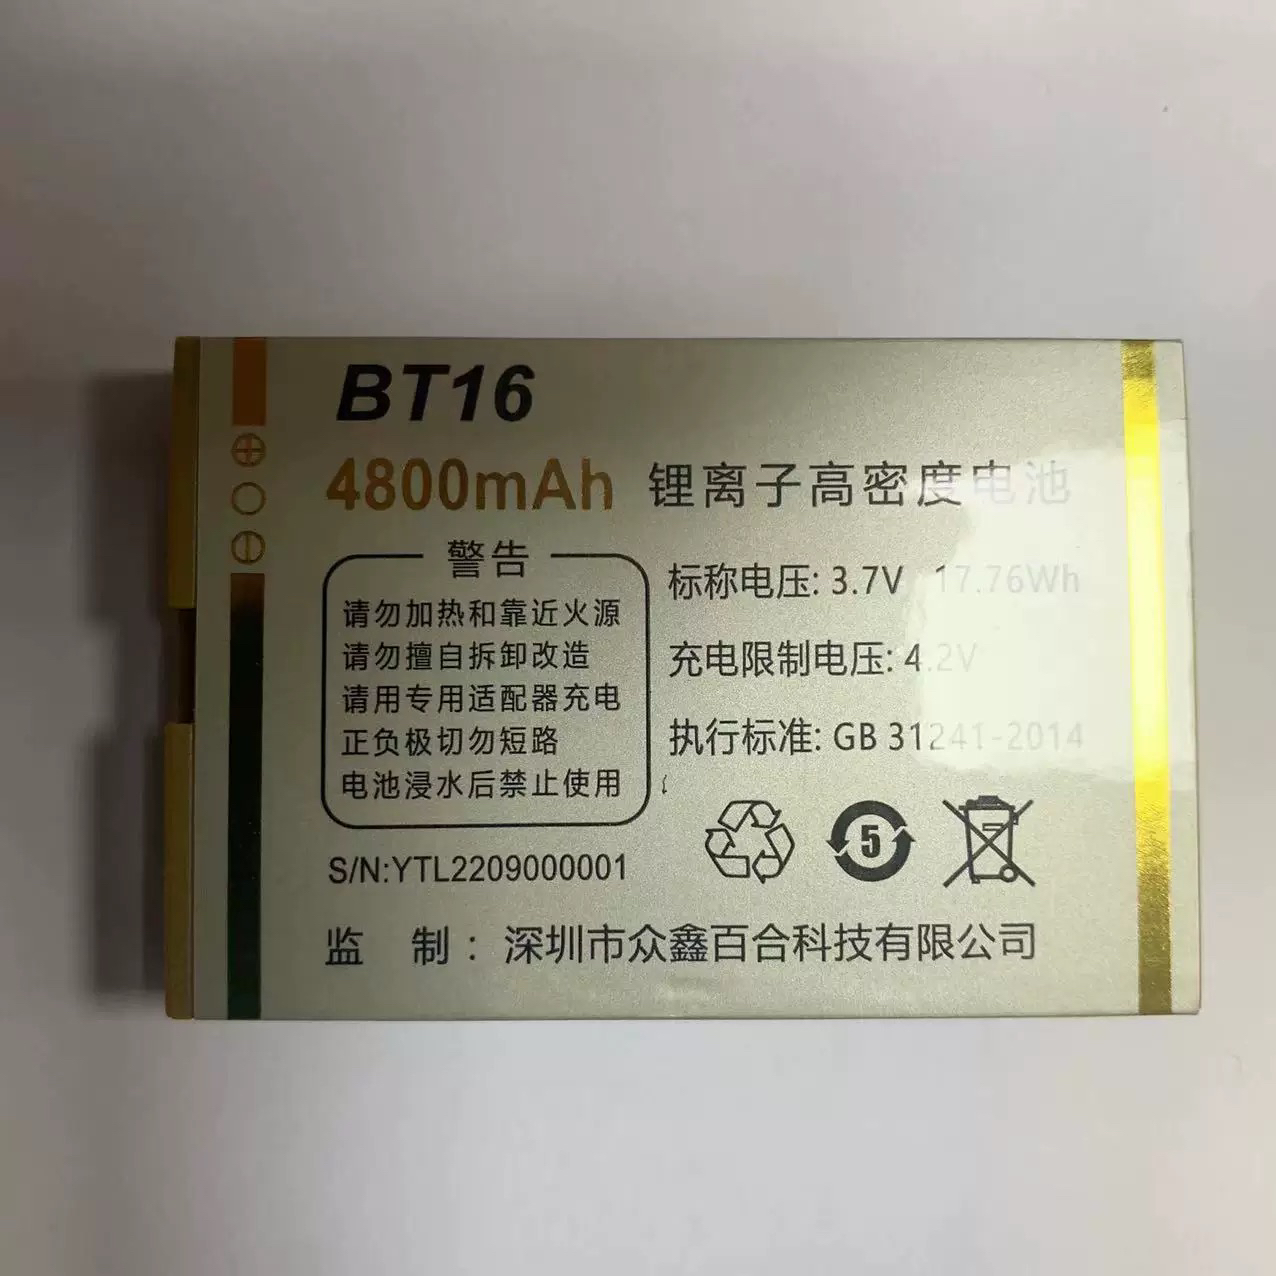 BT16
4800mAh 锂离子高密度电池
警告
请勿加热和靠近火源
请勿擅自拆卸改造
请用专用适配器充电
正负极切勿短路
电池浸水后禁止使用
标称电压: 3.7V 17.76Wh
充电限制电压: 4.2V
执行标准: GB 31241-2014
5
S/N:YTL2209000001
监 制：深圳市众鑫百合科技有限公司